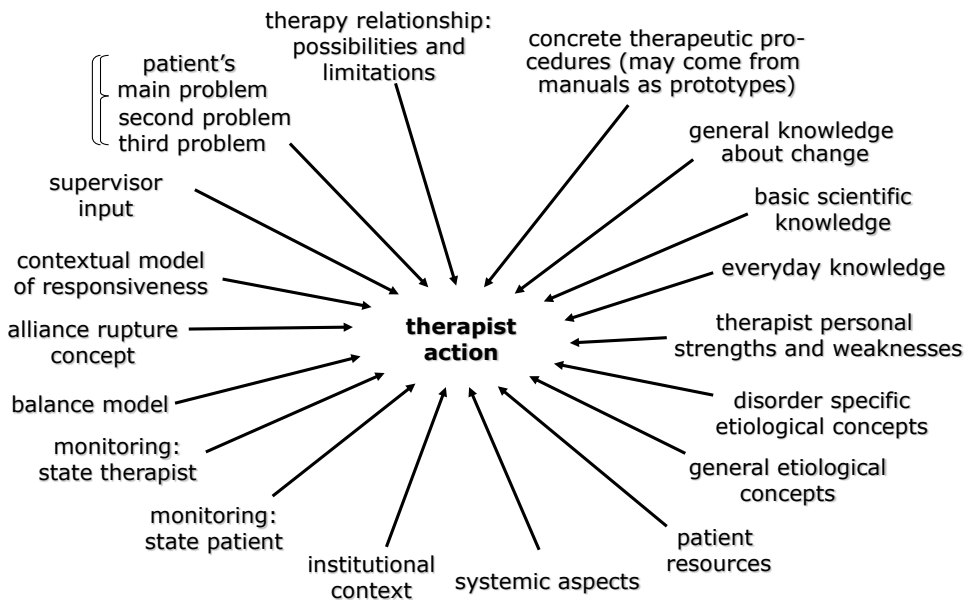 therapy relationship:
possibilities and
limitations
concrete therapeutic pro-
cedures (may come from
manuals as prototypes)
patient's
main problem
second problem
third problem
general knowledge
about change
supervisor
input
basic scientific
knowledge
contextual model
of responsiveness
everyday knowledge
alliance rupture
concept
therapist
action
therapist personal
strengths and weaknesses
balance model
disorder specific
etiological concepts
monitoring:
state therapist
general etiological
concepts
monitoring:
state patient
patient
resources
institutional
context
systemic aspects